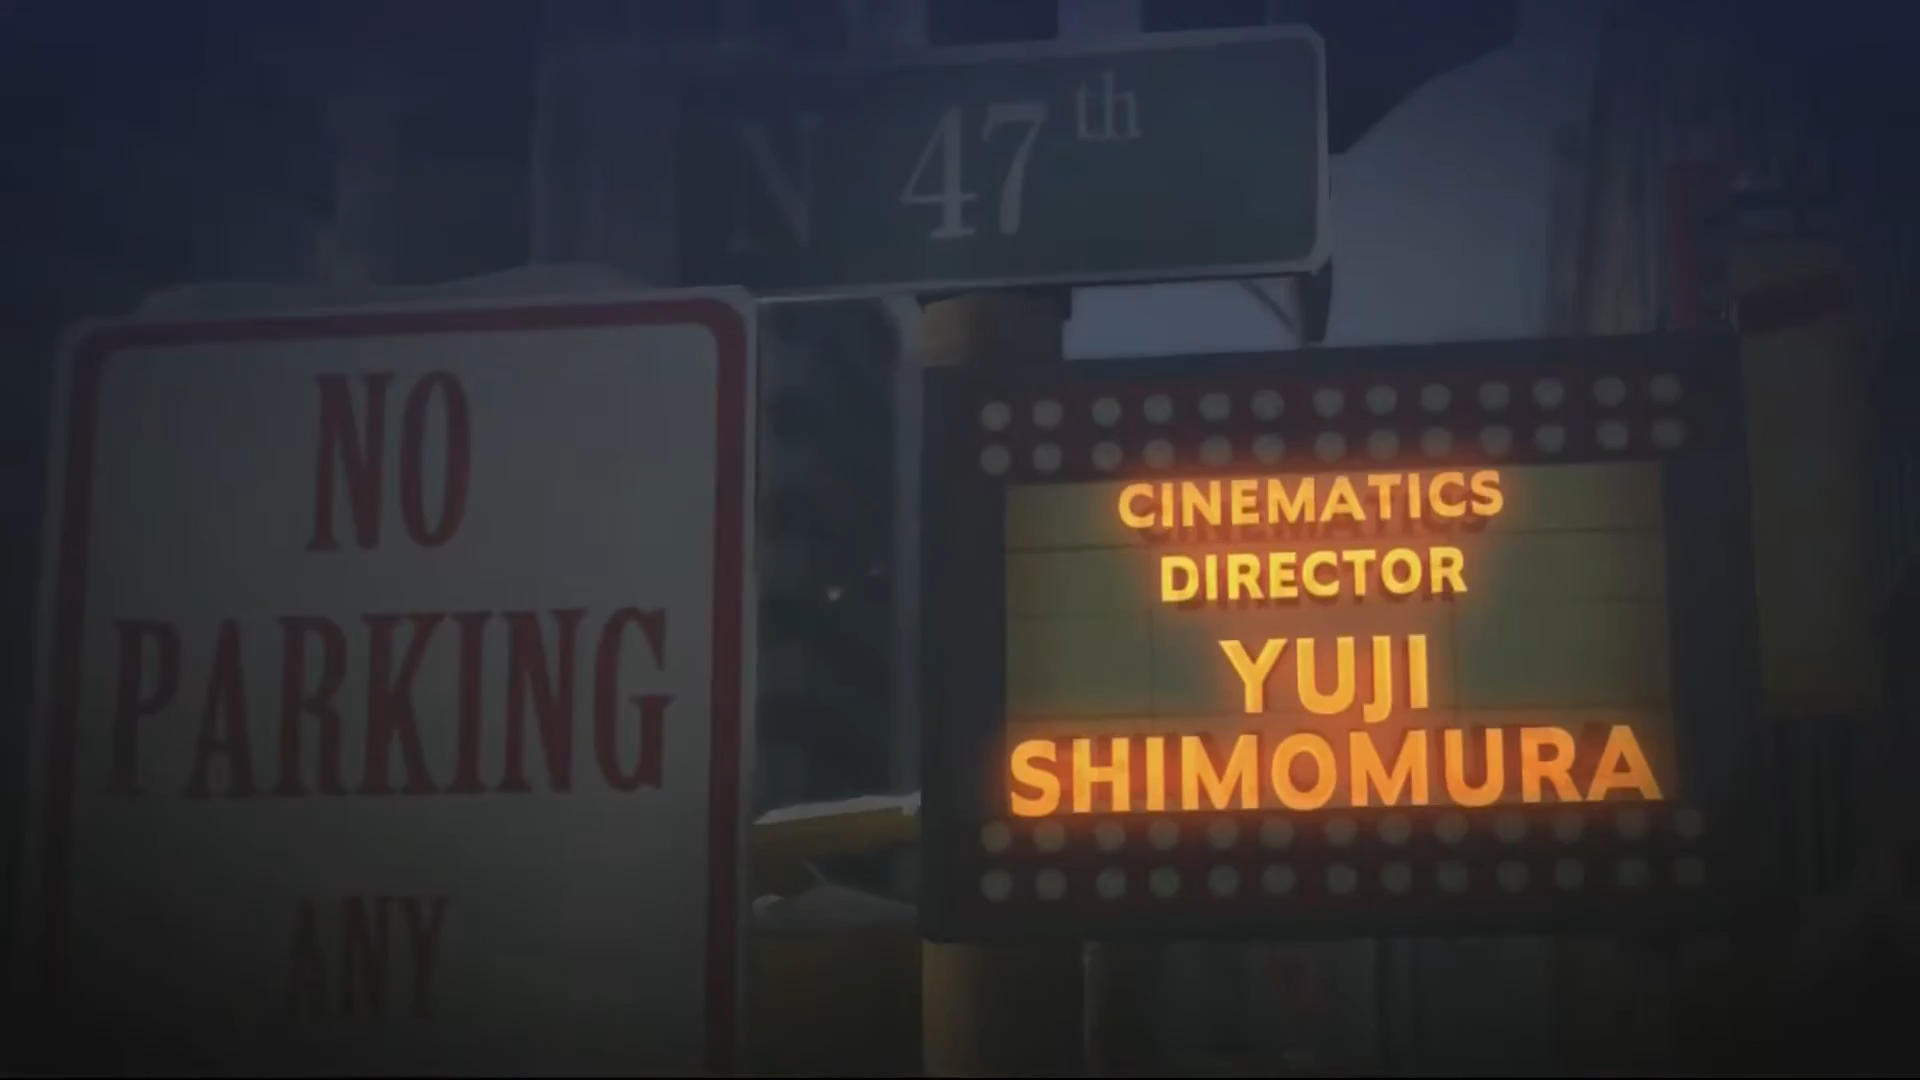 N 47th
NO
PARKING
ANY
CINEMATICS
DIRECTOR
YUJI
SHIMOMURA